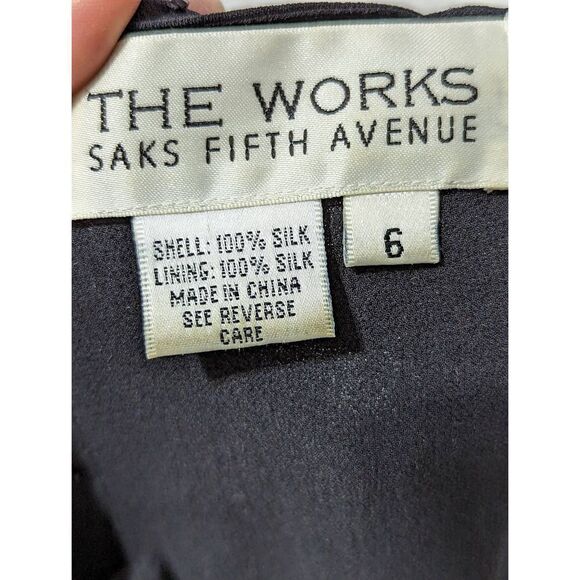 THE WORKS
SAKS FIFTH AVENUE
SHELL: 100% SILK
LINING: 100% SILK
MADE IN CHINA
SEE REVERSE
CARE
6